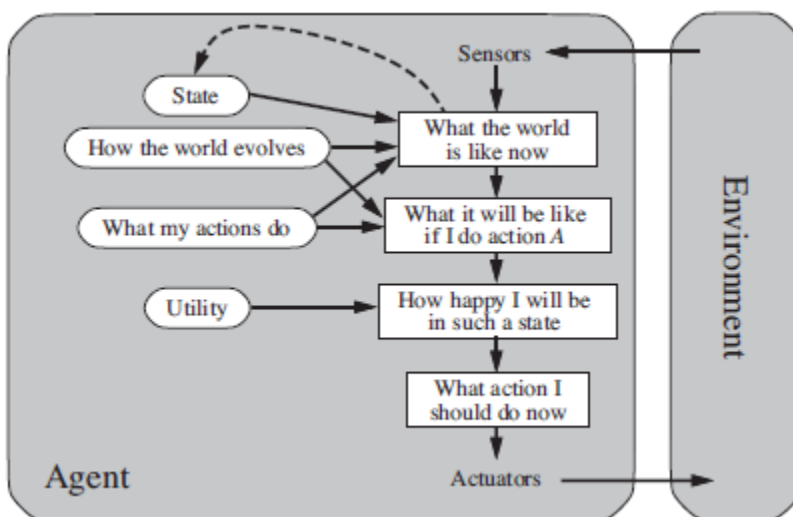 Sensors
State
What the world
is like now
How the world evolves
What my actions do
What it will be like
if I do action A
Utility
How happy I will be
in such a state
What action I
should do now
Agent
Actuators
Environment